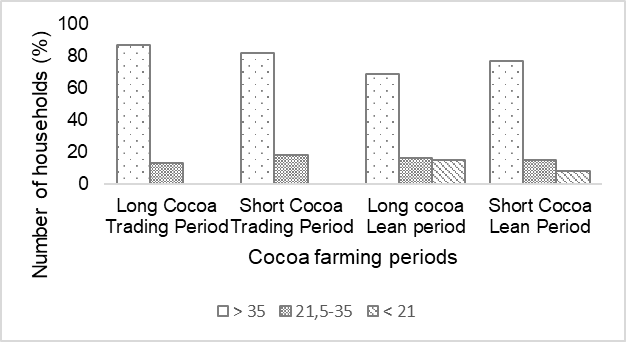 Number of households (%)
100
80
60
40
20
0
Long Cocoa Short Cocoa Long cocoa Short Cocoa
Trading Period Trading Period Lean period Lean Period
Cocoa farming periods
> 35 21,5-35 < 21